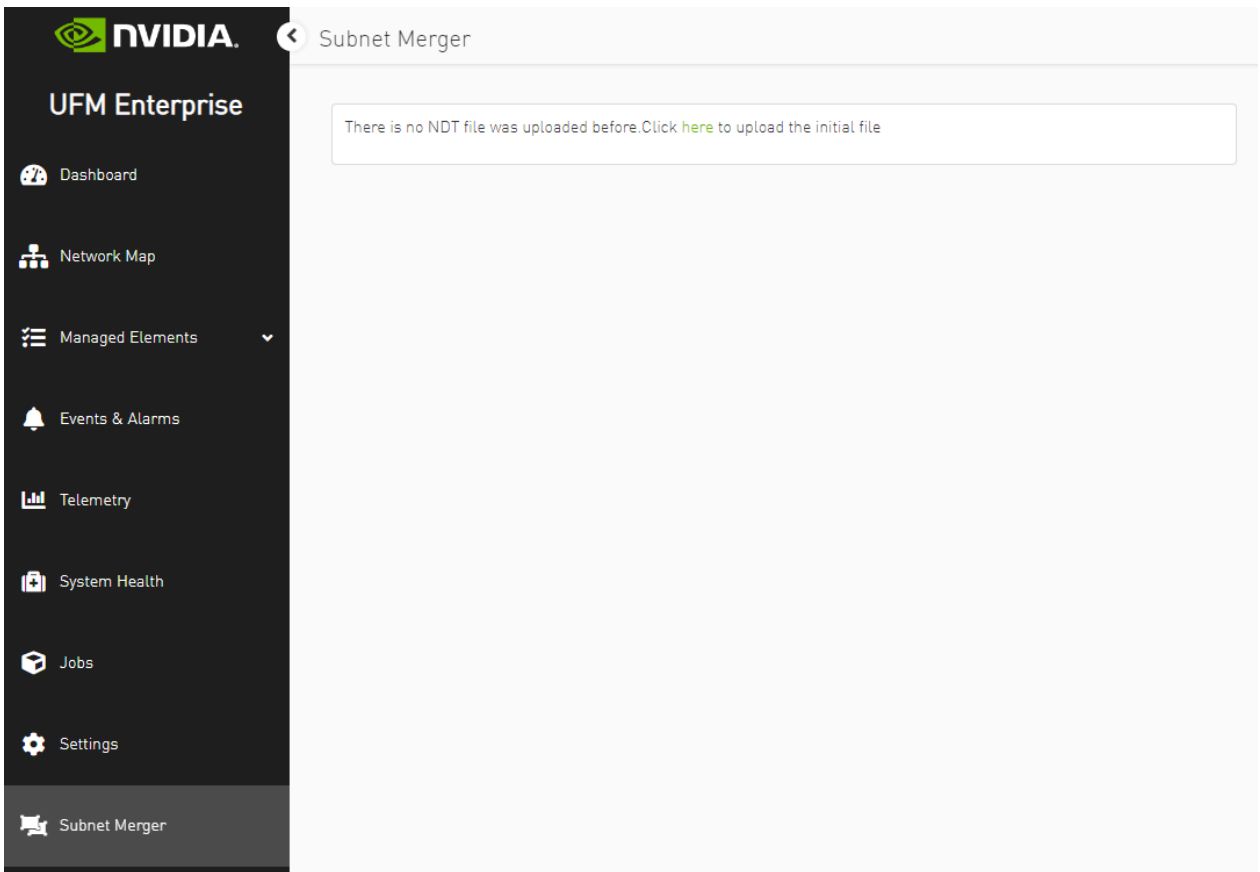 NVIDIA.
UFM Enterprise
Dashboard
Network Map
Managed Elements
Events & Alarms
Telemetry
System Health
Jobs
Settings
Subnet Merger
Subnet Merger
There is no NDT file was uploaded before.Click here to upload the initial file